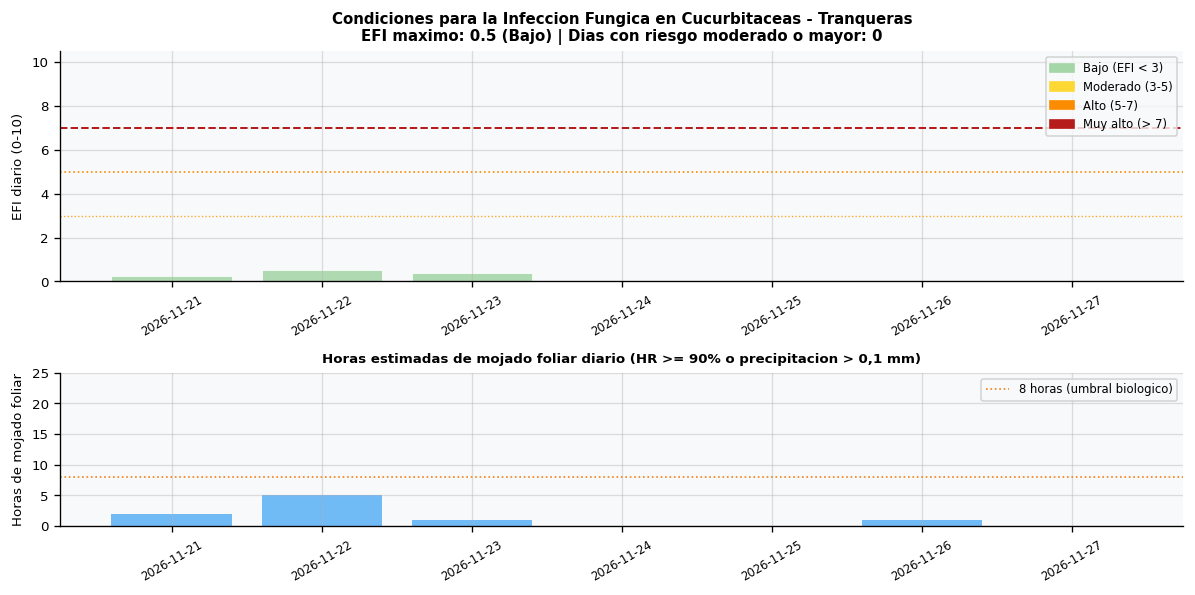 Condiciones para la Infeccion Fungica en Cucurbitaceas - Tranqueras
EFI maximo: 0.5 (Bajo) | Dias con riesgo moderado o mayor: 0
EFI diario (0-10)
10
8
6
4
2
0
Bajo (EFI < 3)
Moderado (3-5)
Alto (5-7)
Muy alto (> 7)
2026-11-21
2026-11-22
2026-11-23
2026-11-24
2026-11-25
2026-11-26
2026-11-27
Horas estimadas de mojado foliar diario (HR >= 90% o precipitacion > 0,1 mm)
Horas de mojado foliar
25
20
15
10
5
0
8 horas (umbral biologico)
2026-11-21
2026-11-22
2026-11-23
2026-11-24
2026-11-25
2026-11-26
2026-11-27